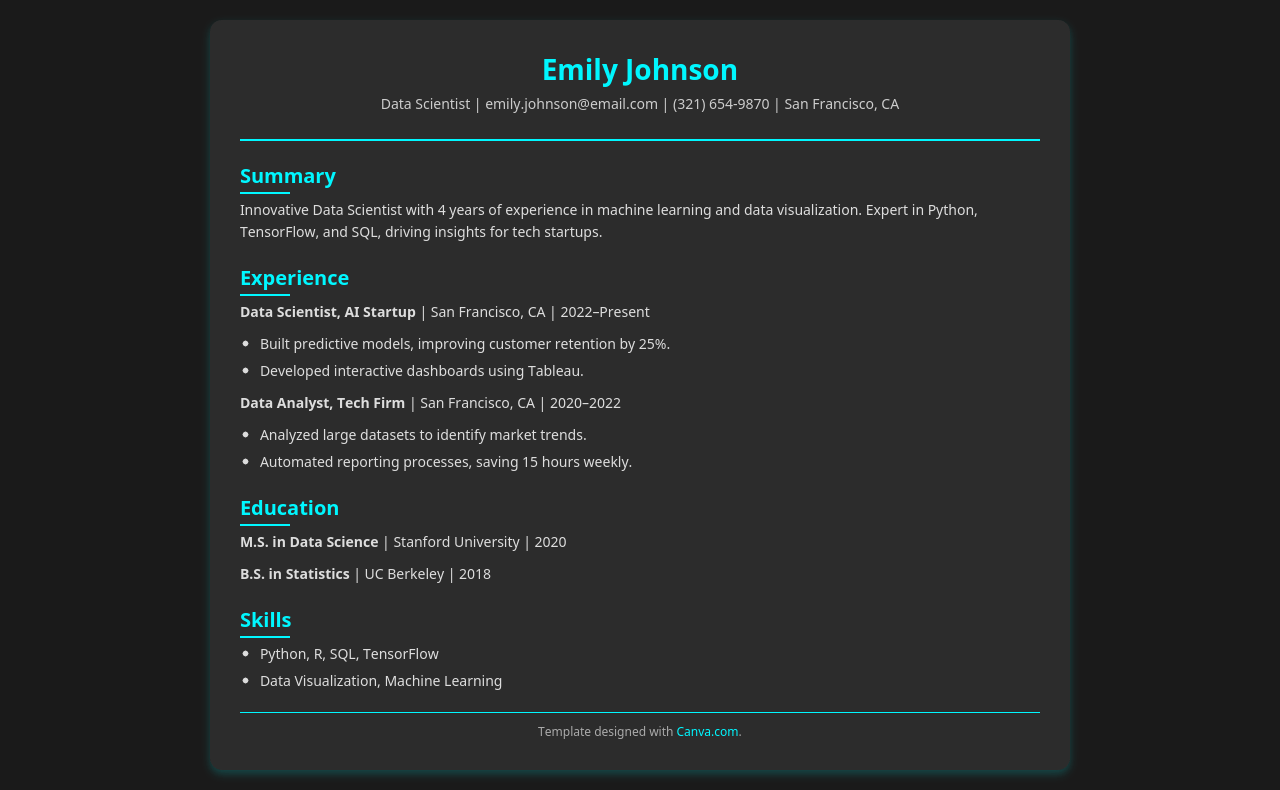 Emily Johnson
Data Scientist | emily.johnson@email.com | (321) 654-9870 | San Francisco, CA
Summary
Innovative Data Scientist with 4 years of experience in machine learning and data visualization. Expert in Python,
TensorFlow, and SQL, driving insights for tech startups.
Experience
Data Scientist, AI Startup | San Francisco, CA | 2022–Present
• Built predictive models, improving customer retention by 25%.
• Developed interactive dashboards using Tableau.
Data Analyst, Tech Firm | San Francisco, CA | 2020–2022
• Analyzed large datasets to identify market trends.
• Automated reporting processes, saving 15 hours weekly.
Education
M.S. in Data Science | Stanford University | 2020
B.S. in Statistics | UC Berkeley | 2018
Skills
• Python, R, SQL, TensorFlow
• Data Visualization, Machine Learning
Template designed with Canva.com.